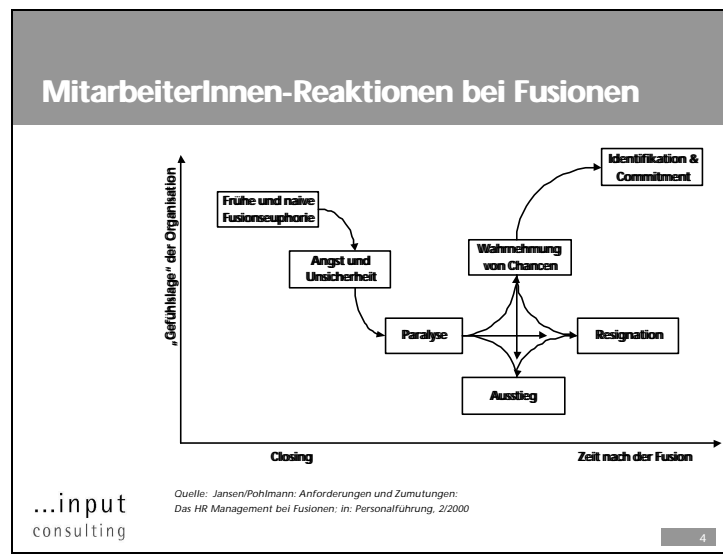 MitarbeiterInnen-Reaktionen bei Fusionen
„Gefühlslage“ der Organisation
Frühe und naive
Fusionseuphorie
Angst und
Unsicherheit
Paralyse
Wahrnehmung
von Chancen
Identifikation &
Commitment
Resignation
Ausstieg
Closing
Zeit nach der Fusion
Quelle: Jansen/Pohlmann: Anforderungen und Zumutungen:
Das HR Management bei Fusionen; in: Personalführung, 2/2000
...input
consulting
4